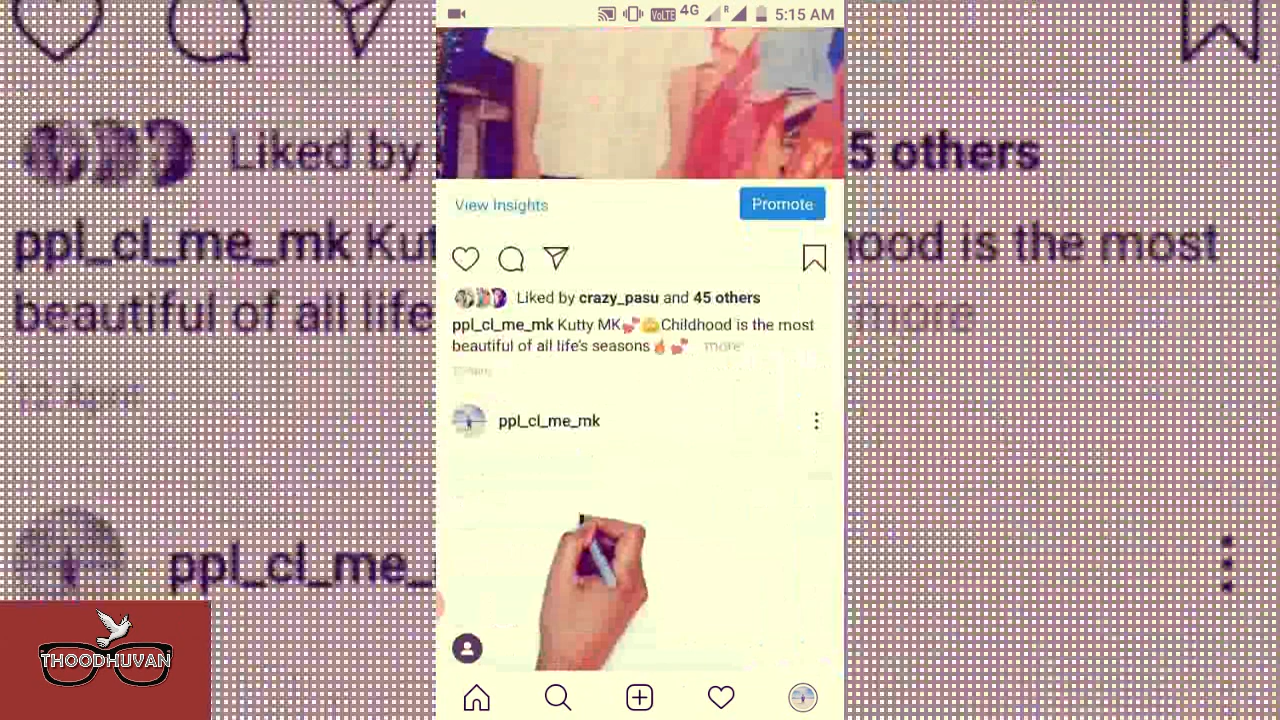 VoLTE 4G R 5:15 AM
View Insights
Promote
Liked by crazy_pasu and 45 others
ppl_cl_me_mk Kutty MK💕😊Childhood is the most
beautiful of all life's seasons🔥💕 more
ppl_cl_me_mk
Liked by
5 others
ppl_cl_me_mk Kut
hood is the most
beautiful of all life
more
ppl_cl_me_
THOODHUVAN